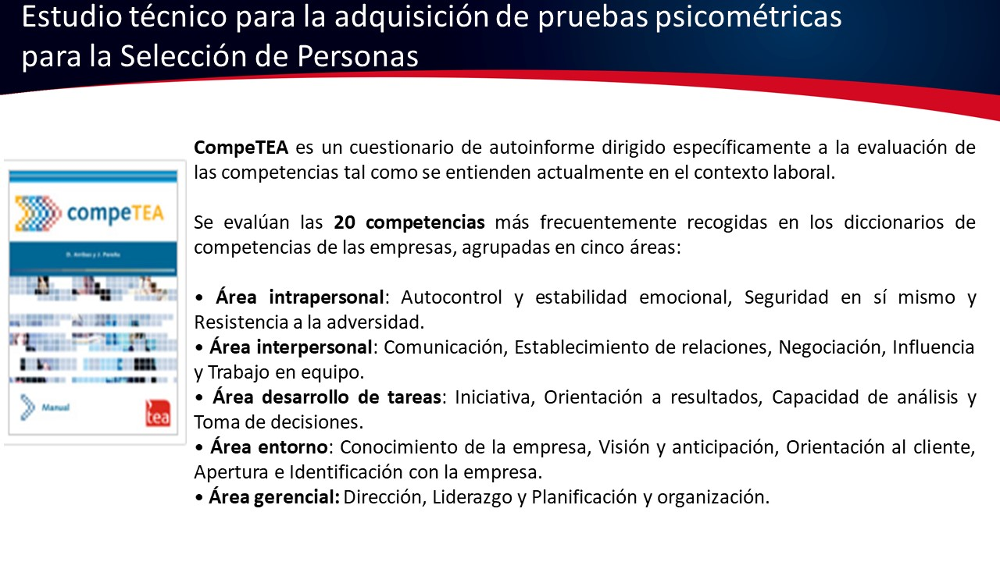 Estudio técnico para la adquisición de pruebas psicométricas
para la Selección de Personas
CompeTEA es un cuestionario de autoinforme dirigido específicamente a la evaluación de
las competencias tal como se entienden actualmente en el contexto laboral.
Se evalúan las 20 competencias más frecuentemente recogidas en los diccionarios de
competencias de las empresas, agrupadas en cinco áreas:
• Área intrapersonal: Autocontrol y estabilidad emocional, Seguridad en sí mismo y
Resistencia a la adversidad.
• Área interpersonal: Comunicación, Establecimiento de relaciones, Negociación, Influencia
y Trabajo en equipo.
• Área desarrollo de tareas: Iniciativa, Orientación a resultados, Capacidad de análisis y
Toma de decisiones.
• Área entorno: Conocimiento de la empresa, Visión y anticipación, Orientación al cliente,
Apertura e Identificación con la empresa.
• Área gerencial: Dirección, Liderazgo y Planificación y organización.
compeTEA
D. Arribas y J. Pereña
Manual
tea